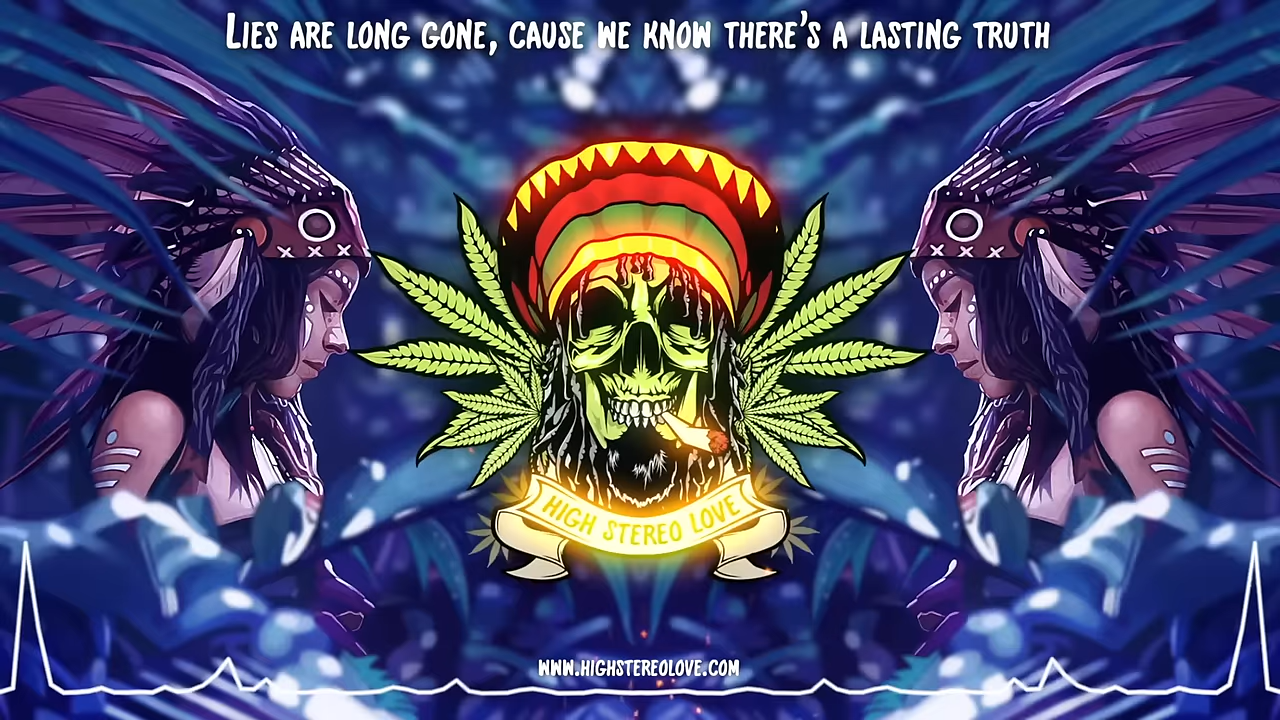 Lies are long gone, cause we know there's a lasting truth
HIGH STEREO LOVE
WWW.HIGHSTEREOLOVE.COM